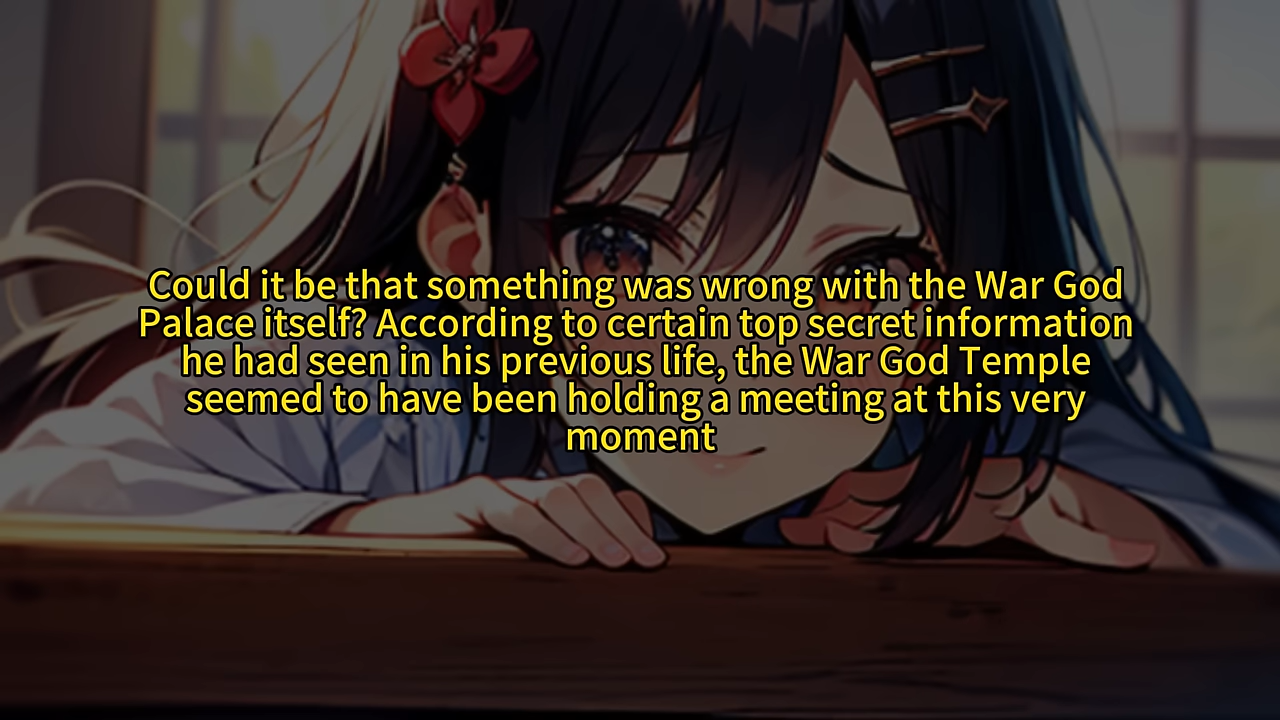 Could it be that something was wrong with the War God
Palace itself? According to certain top secret information
he had seen in his previous life, the War God Temple
seemed to have been holding a meeting at this very
moment